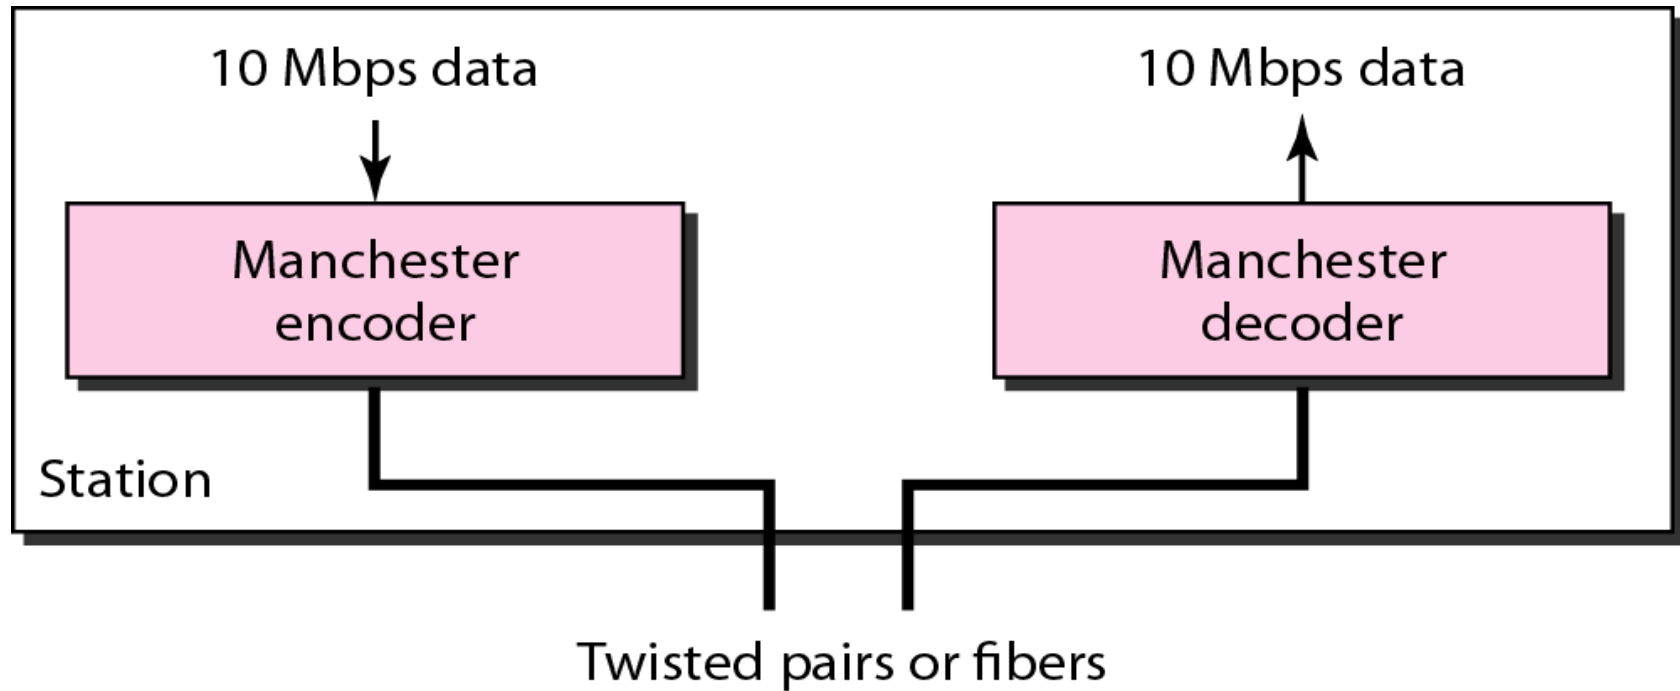 10 Mbps data
10 Mbps data
Manchester
encoder
Manchester
decoder
Station
Twisted pairs or fibers